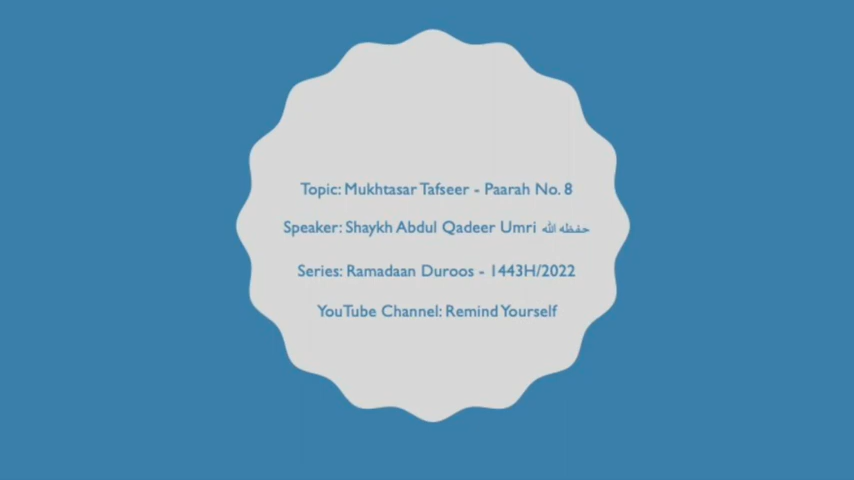 Topic: Mukhtasar Tafseer - Paarah No. 8
Speaker: Shaykh Abdul Qadeer Umri حفظه الله
Series: Ramadaan Duroos - 1443H/2022
YouTube Channel: Remind Yourself